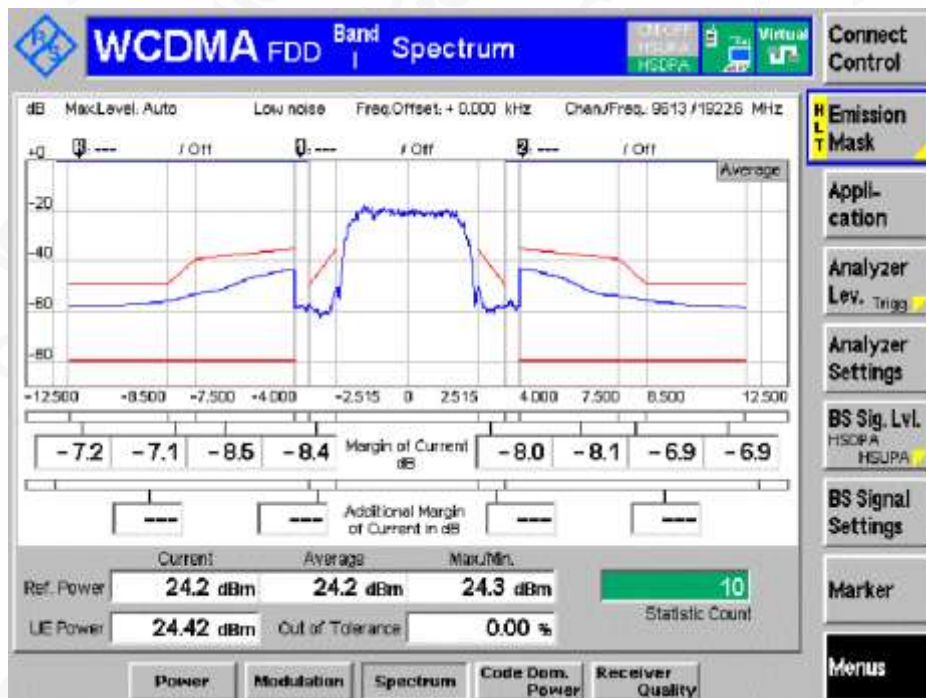 WCDMA FDD Band I Spectrum
HSUPA
HSDPA
Virtual
Connect Control
dB Max.Level: Auto Low noise Freq.Offset: + 0.000 kHz Chan./Freq.: 9613 / 1922.6 MHz
+0 --- / Off 1: --- / Off 2: --- / Off
Average
-20
-40
-60
-80
-12.500 -8.500 -7.500 -4.000 -2.515 0 2.515 4.000 7.500 8.500 12.500
-7.2 -7.1 -8.5 -8.4 Margin of Current dB -8.0 -8.1 -6.9 -6.9
--- --- Additional Margin of Current in dB --- ---
Current Average Max./Min.
Ref. Power 24.2 dBm 24.2 dBm 24.3 dBm 10
Statistic Count
UE Power 24.42 dBm Out of Tolerance 0.00 %
Power Modulation Spectrum Code Dom. Power Receiver Quality
HLT Emission Mask
Appli-
cation
Analyzer
Lev. Trigg
Analyzer
Settings
BS Sig. Lvl.
HSDPA
HSUPA
BS Signal
Settings
Marker
Menus